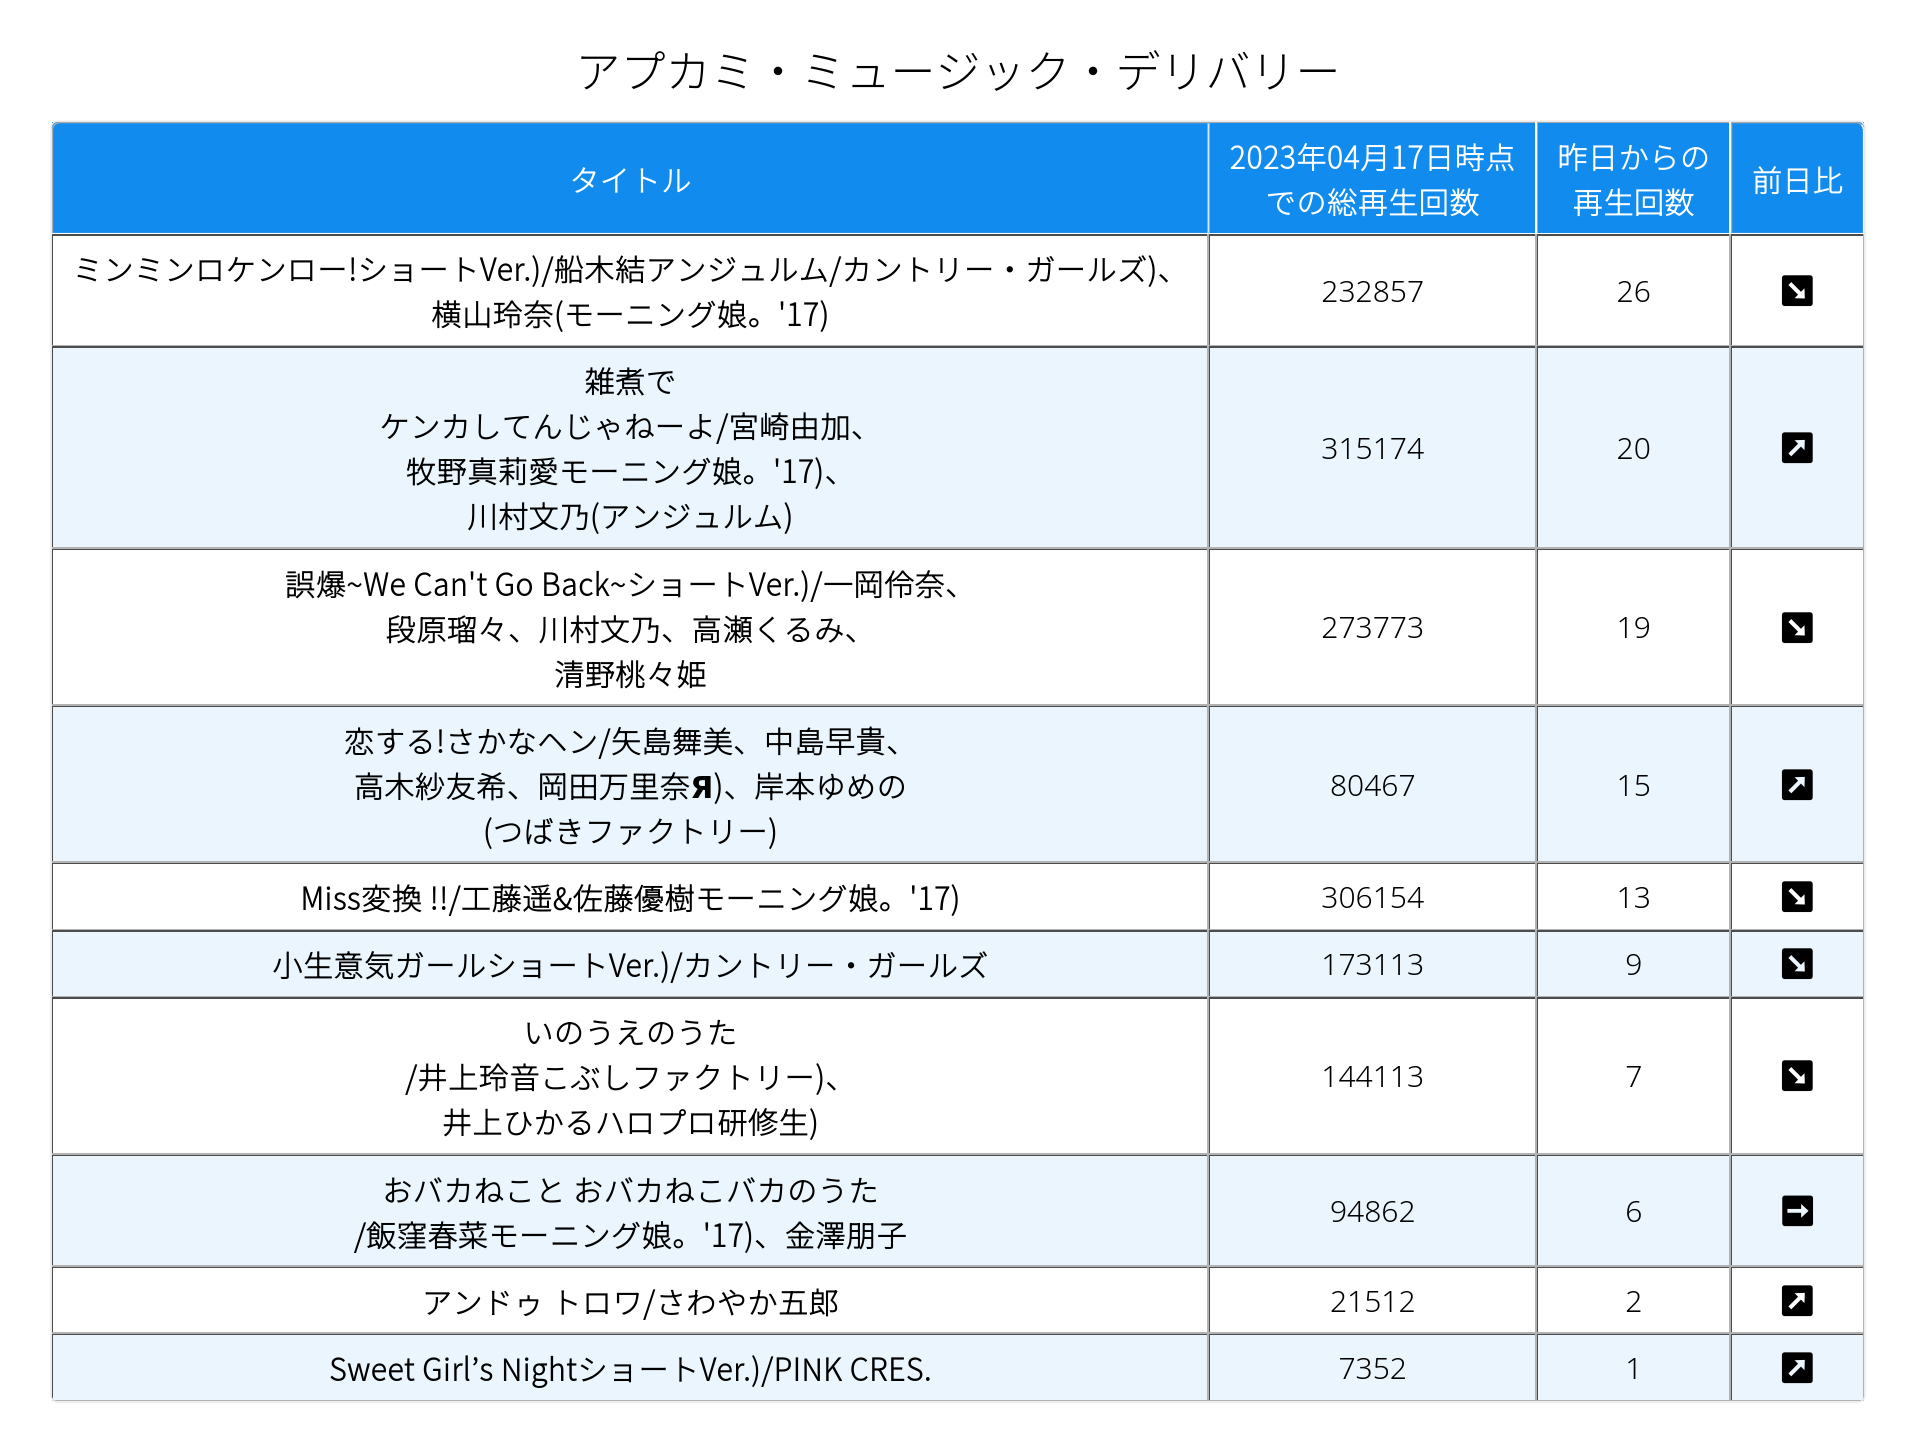 アプカミ・ミュージック・デリバリー
タイトル
2023年04月17日時点
での総再生回数
昨日からの
再生回数
前日比
ミンミンロケンロー!ショートVer.)/船木結アンジュルム/カントリー・ガールズ)、
横山玲奈(モーニング娘。'17)
232857
26
↘
雑煮で
ケンカしてんじゃねーよ/宮崎由加、
牧野真莉愛モーニング娘。'17)、
川村文乃(アンジュルム)
315174
20
↗
誤爆~We Can't Go Back~ショートVer.)/一岡伶奈、
段原瑠々、川村文乃、高瀬くるみ、
清野桃々姫
273773
19
↘
恋する!さかなヘン/矢島舞美、中島早貴、
高木紗友希、岡田万里奈Я)、岸本ゆめの
(つばきファクトリー)
80467
15
↗
Miss変換 !!/工藤遥&佐藤優樹モーニング娘。'17)
306154
13
↘
小生意気ガールショートVer.)/カントリー・ガールズ
173113
9
↘
いのうえのうた
/井上玲音こぶしファクトリー)、
井上ひかるハロプロ研修生)
144113
7
↘
おバカねこと おバカねこバカのうた
/飯窪春菜モーニング娘。'17)、金澤朋子
94862
6
→
アンドゥ トロワ/さわやか五郎
21512
2
↗
Sweet Girl’s NightショートVer.)/PINK CRES.
7352
1
↗